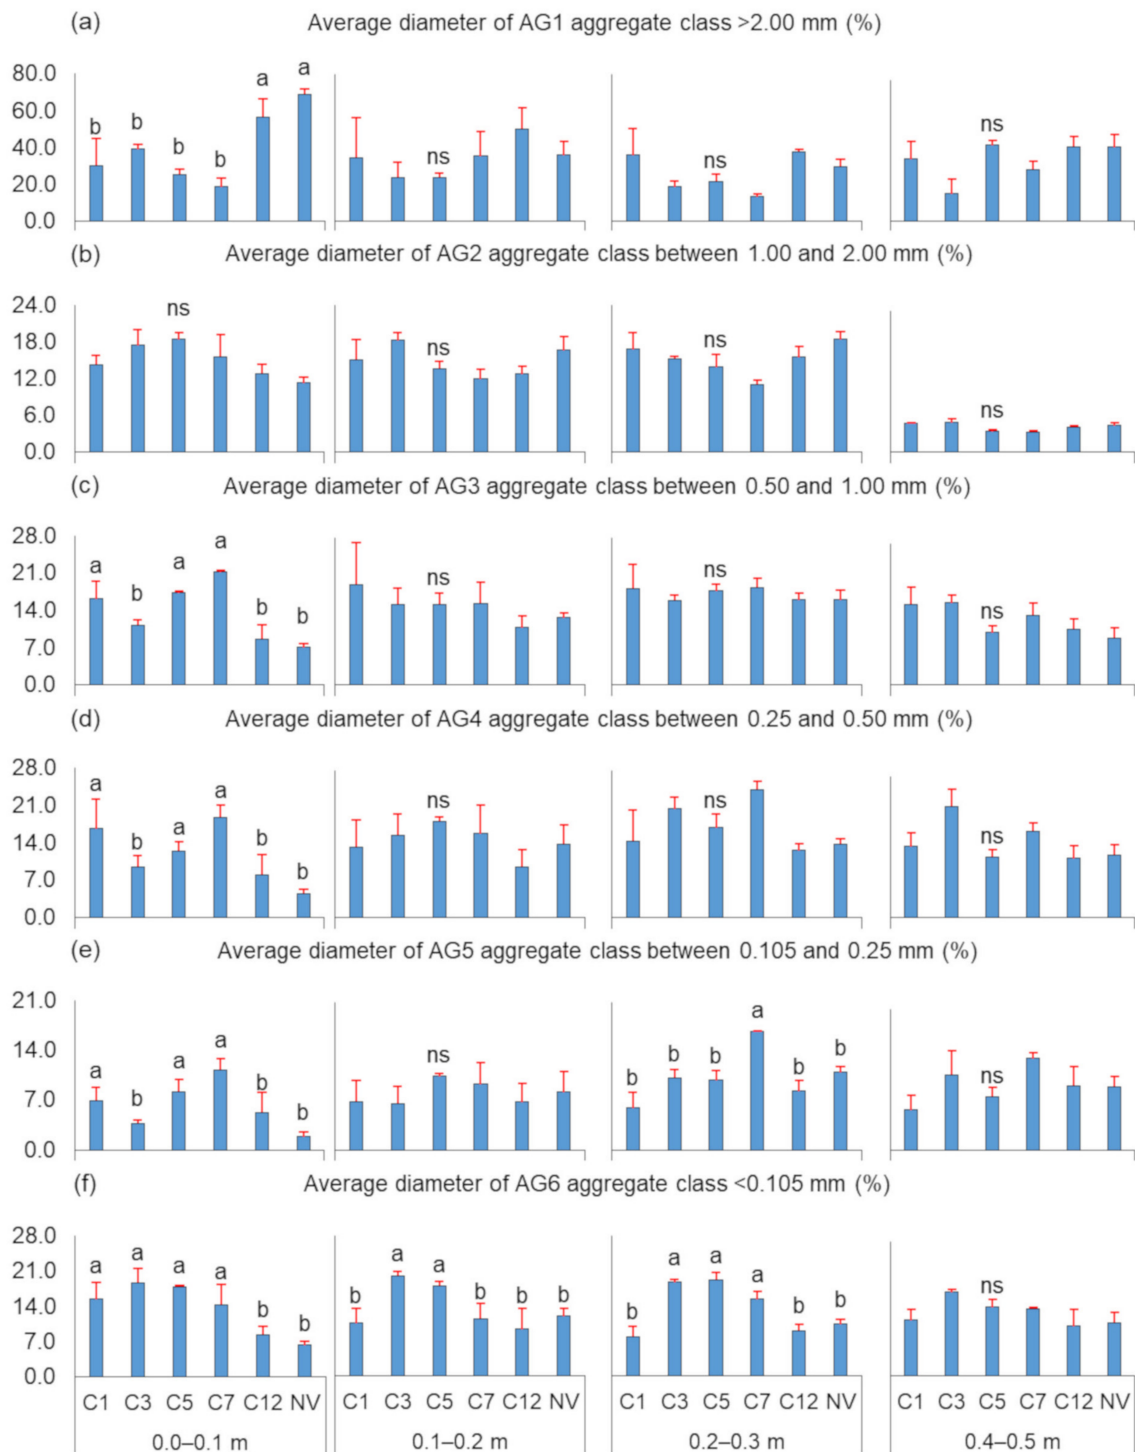 (a) Average diameter of AG1 aggregate class >2.00 mm (%)
80.0
60.0
40.0
20.0
0.0
b b b b a a
ns
ns
ns
(b) Average diameter of AG2 aggregate class between 1.00 and 2.00 mm (%)
24.0
18.0
12.0
6.0
0.0
ns
ns
ns
ns
(c) Average diameter of AG3 aggregate class between 0.50 and 1.00 mm (%)
28.0
21.0
14.0
7.0
0.0
a b a a b b
ns
ns
ns
(d) Average diameter of AG4 aggregate class between 0.25 and 0.50 mm (%)
28.0
21.0
14.0
7.0
0.0
a b a a b b
ns
ns
ns
(e) Average diameter of AG5 aggregate class between 0.105 and 0.25 mm (%)
21.0
14.0
7.0
0.0
a b a a b b
ns
b b b a b b
ns
(f) Average diameter of AG6 aggregate class <0.105 mm (%)
28.0
21.0
14.0
7.0
0.0
a a a a b b
b a a b b b
b a a a b b
ns
C1 C3 C5 C7 C12 NV C1 C3 C5 C7 C12 NV C1 C3 C5 C7 C12 NV C1 C3 C5 C7 C12 NV
0.0–0.1 m 0.1–0.2 m 0.2–0.3 m 0.4–0.5 m